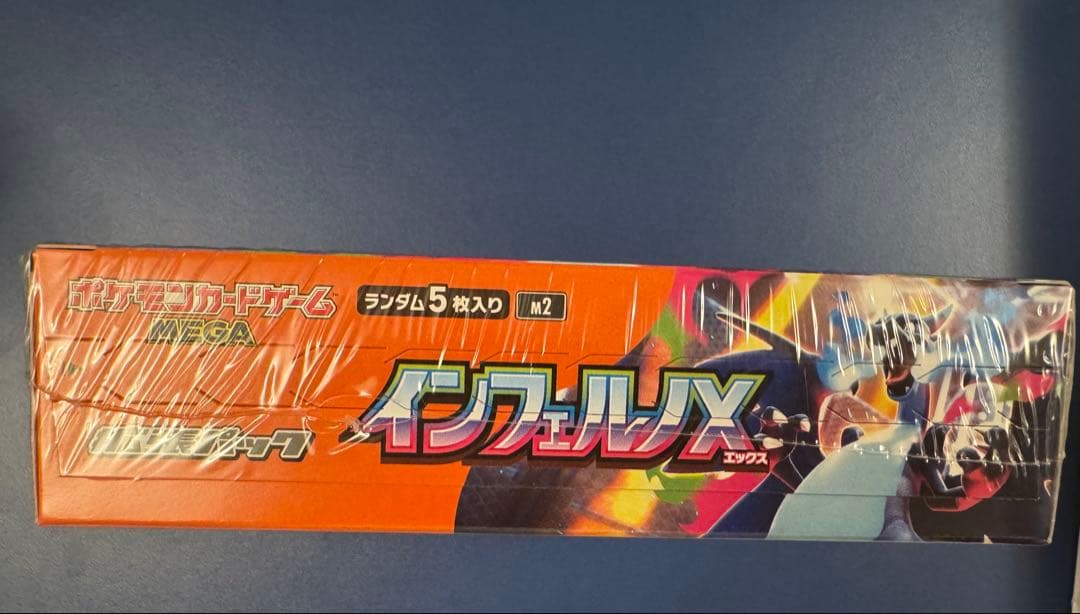 ポケモンカードゲーム
MEGA
ランダム5枚入り M2
拡張パック
インフェルノX
エックス